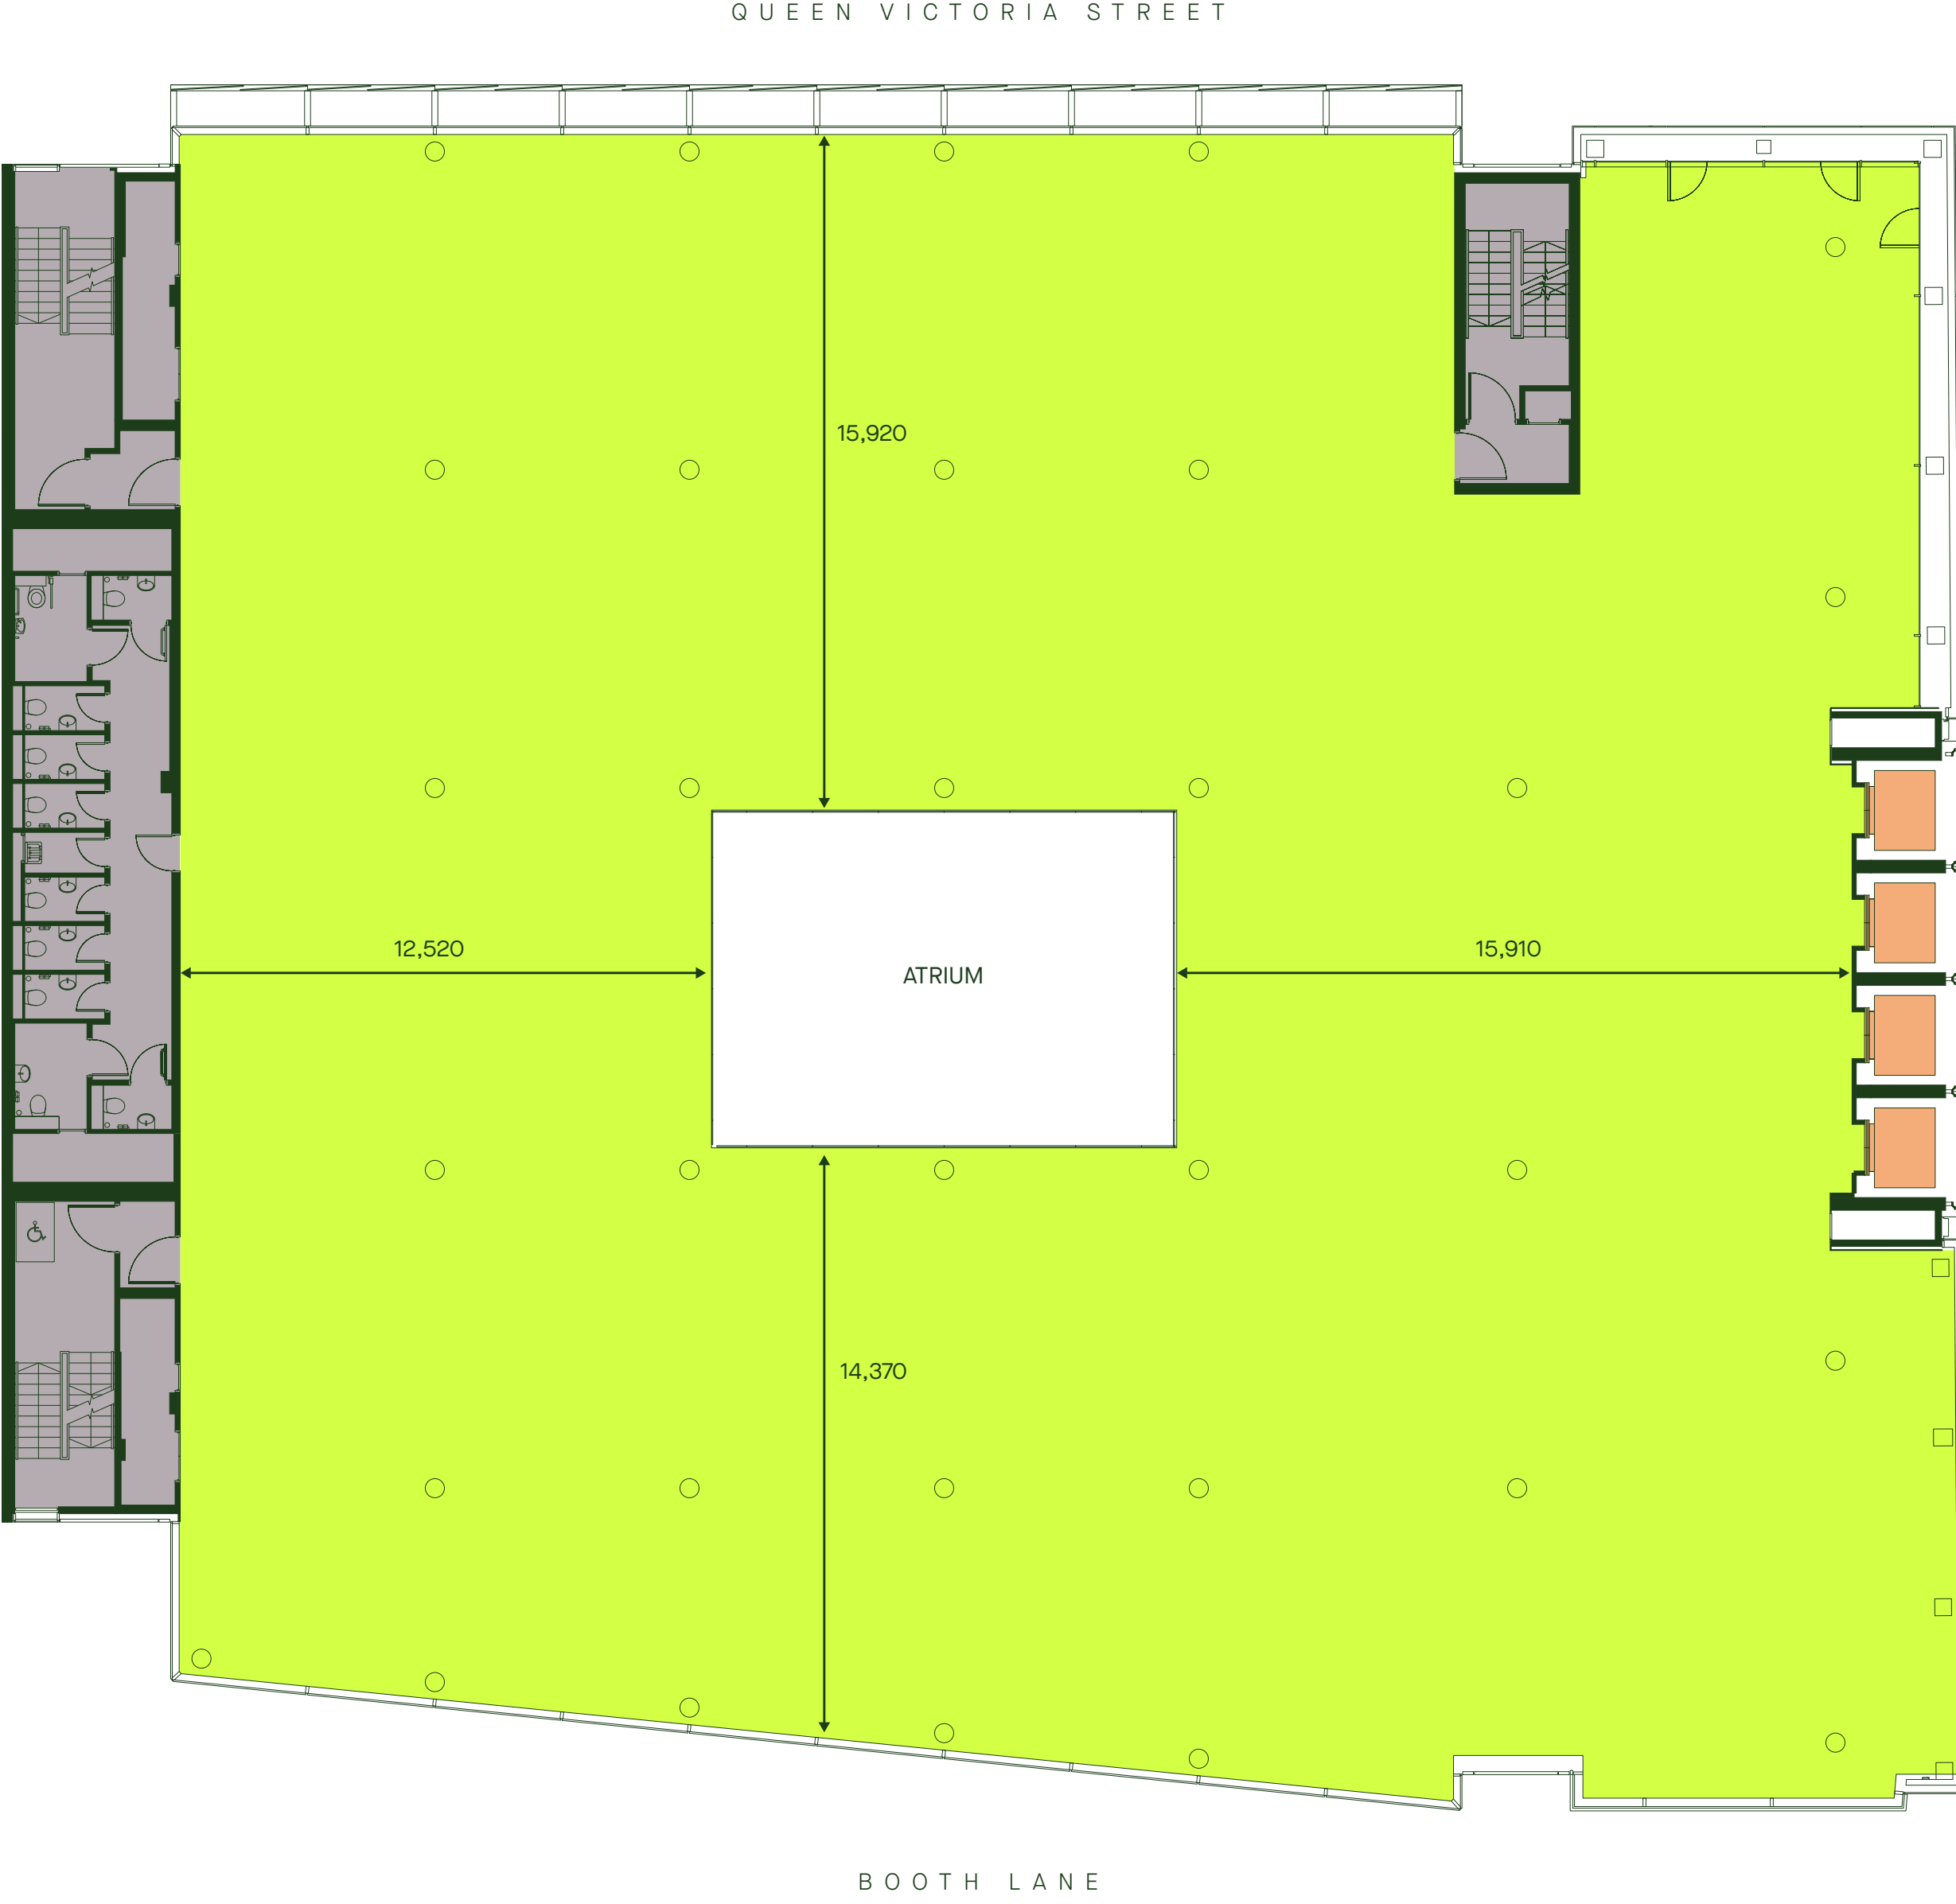 QUEEN VICTORIA STREET
15,920
12,520
15,910
ATRIUM
14,370
BOOTH LANE